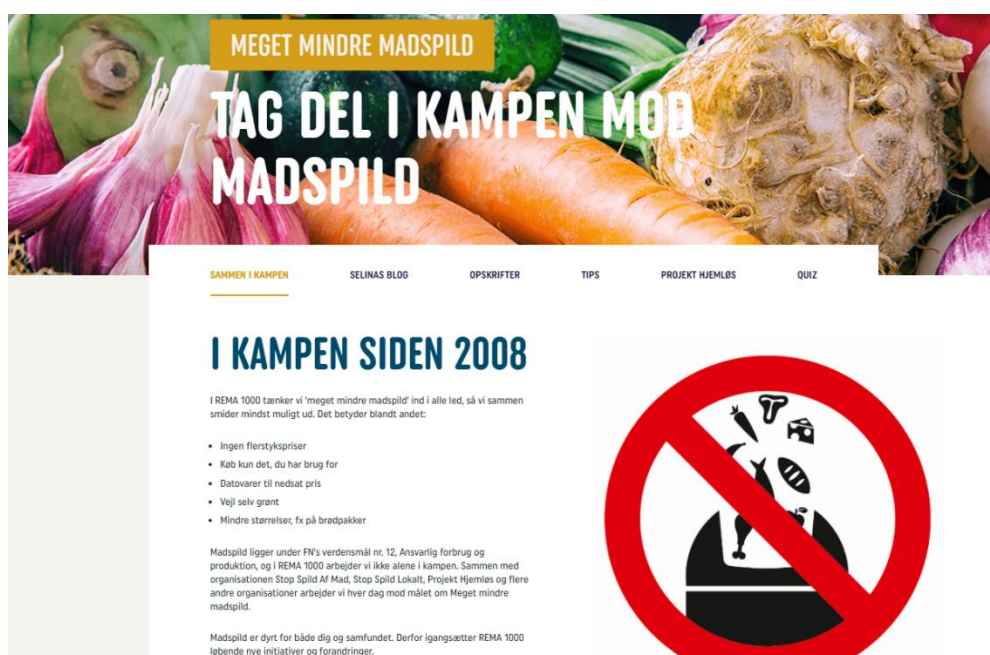 MEGET MINDRE MADSPILD
TAG DEL I KAMPEN MOD
MADSPILD
SAMMEN I KAMPEN
SELINAS BLOG
OPSKRIFTER
TIPS
PROJEKT HJEMLØS
QUIZ
I KAMPEN SIDEN 2008
I REMA 1000 tænker vi 'meget mindre madspild' ind i alle led, så vi sammen
smider mindst muligt ud. Det betyder blandt andet:
• Ingen flerstykspriser
• Køb kun det, du har brug for
• Datovarer til nedsat pris
• Vejl selv grønt
• Mindre størrelser, fx på brødpakker
Madspild ligger under FN's verdensmål nr. 12, Ansvarlig forbrug og
produktion, og i REMA 1000 arbejder vi ikke alene i kampen. Sammen med
organisationen Stop Spild Af Mad, Stop Spild Lokalt, Projekt Hjemløs og flere
andre organisationer arbejder vi hver dag mod målet om Meget mindre
madspild.
Madspild er dyrt for både dig og samfundet. Derfor igangsætter REMA 1000
løbende nye initiativer og forandringer.